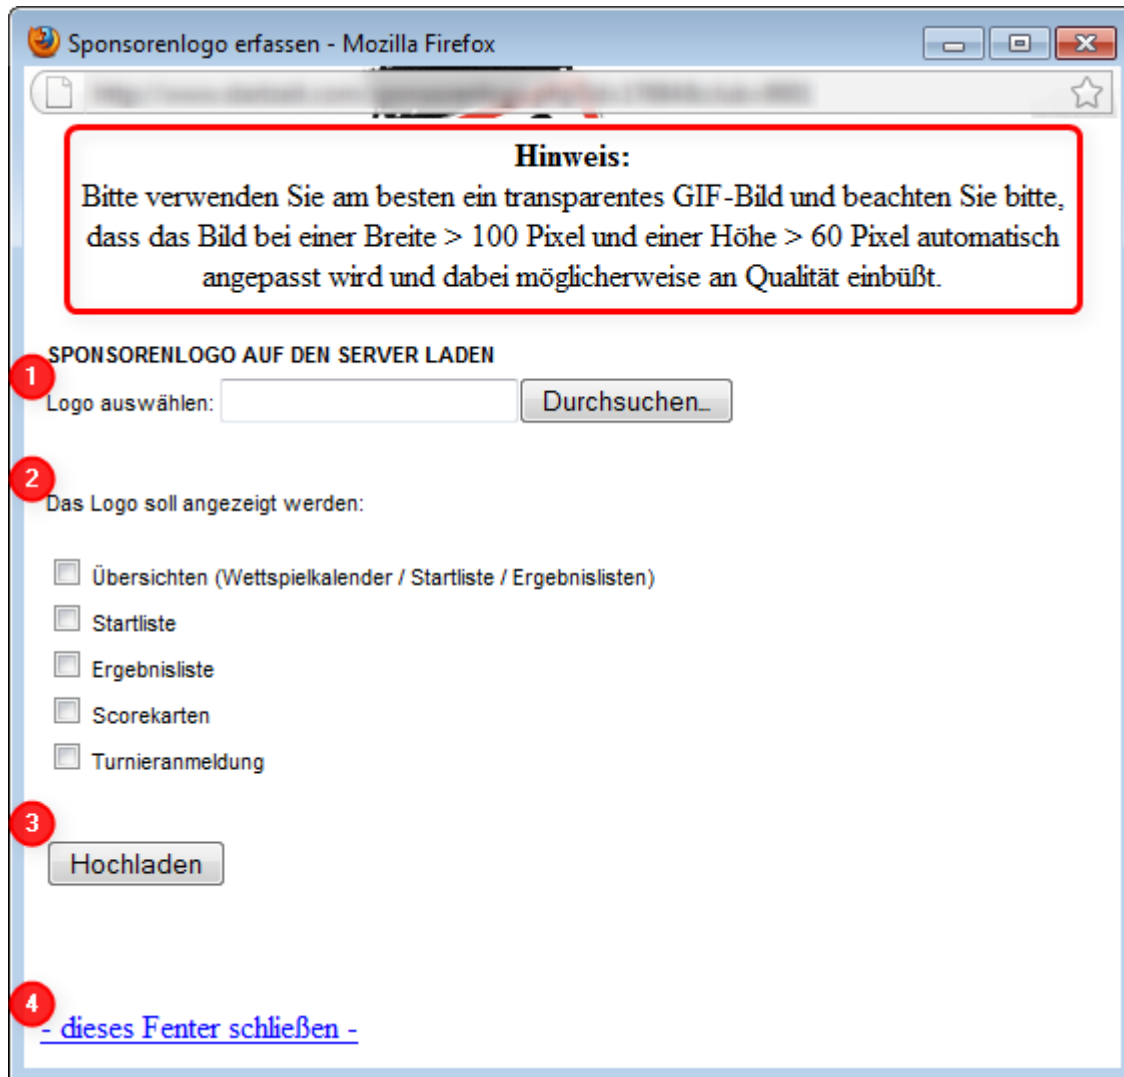 Sponsorenlogo erfassen - Mozilla Firefox
Hinweis:
Bitte verwenden Sie am besten ein transparentes GIF-Bild und beachten Sie bitte,
dass das Bild bei einer Breite > 100 Pixel und einer Höhe > 60 Pixel automatisch
angepasst wird und dabei möglicherweise an Qualität einbüßt.
SPONSORENLOGO AUF DEN SERVER LADEN
1
Logo auswählen: Durchsuchen...
2
Das Logo soll angezeigt werden:
Übersichten (Wettspielkalender / Startliste / Ergebnislisten)
Startliste
Ergebnisliste
Scorekarten
Turnieranmeldung
3
Hochladen
4
- dieses Fenter schließen -